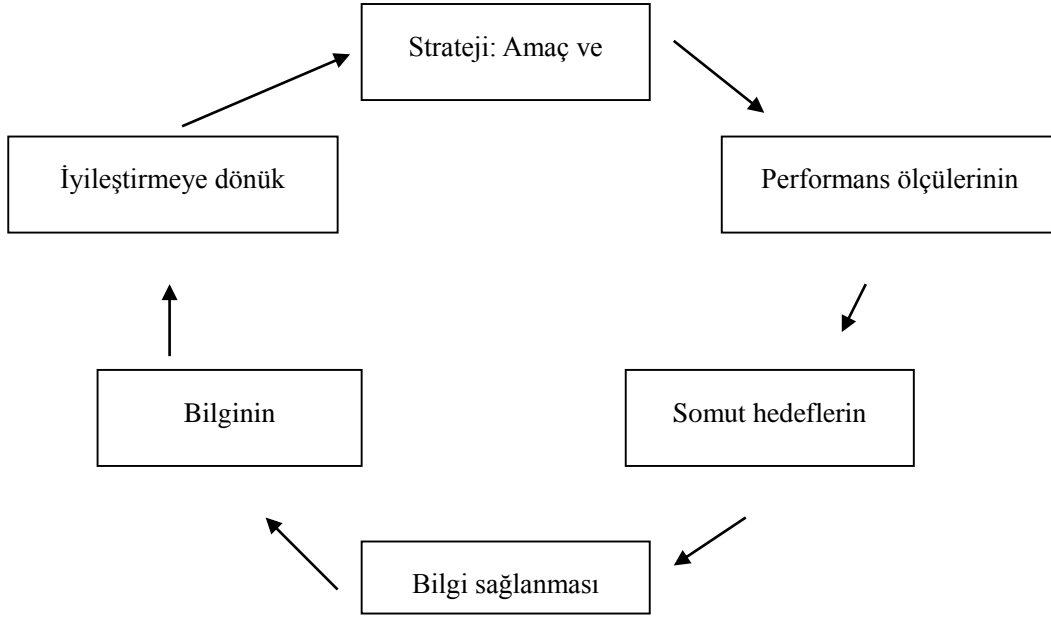 Strateji: Amaç ve
İyileştirmeye dönük
Performans ölçülerinin
Bilginin
Somut hedeflerin
Bilgi sağlanması